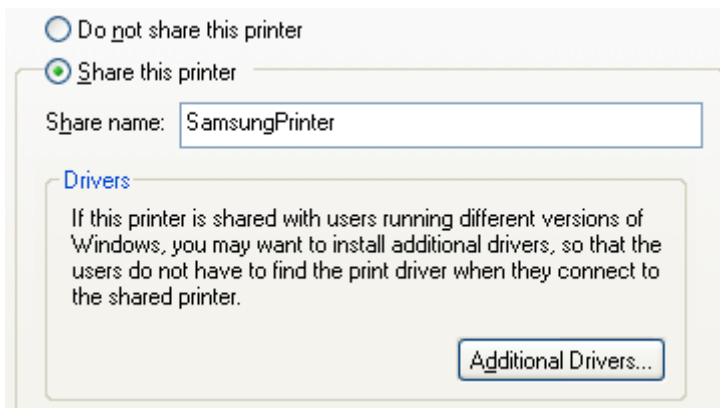 Do not share this printer
Share this printer
Share name: SamsungPrinter
Drivers
If this printer is shared with users running different versions of
Windows, you may want to install additional drivers, so that the
users do not have to find the print driver when they connect to
the shared printer.
Additional Drivers...